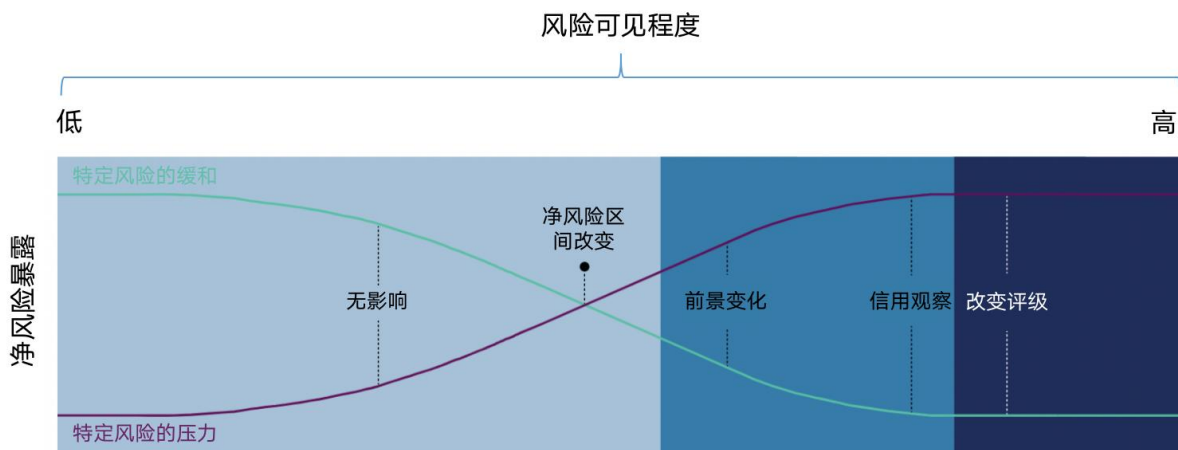 风险可见程度
低
高
特定风险的缓和
净风险区
间改变
净风险暴露
无影响
前景变化
信用观察
改变评级
特定风险的压力